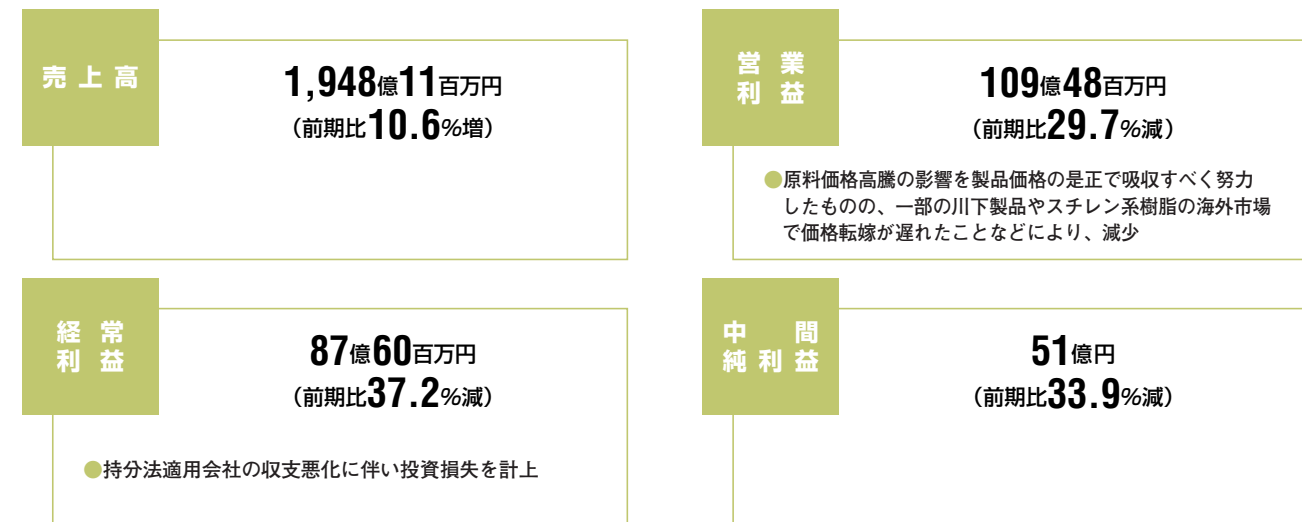 売上高
1,948億11百万円
（前期比10.6%増）
営業
利益
109億48百万円
（前期比29.7%減）
●原料価格高騰の影響を製品価格の是正で吸収すべく努力
したものの、一部の川下製品やスチレン系樹脂の海外市場
で価格転嫁が遅れたことなどにより、減少
経常
利益
87億60百万円
（前期比37.2%減）
●持分法適用会社の収支悪化に伴い投資損失を計上
中間
純利益
51億円
（前期比33.9%減）